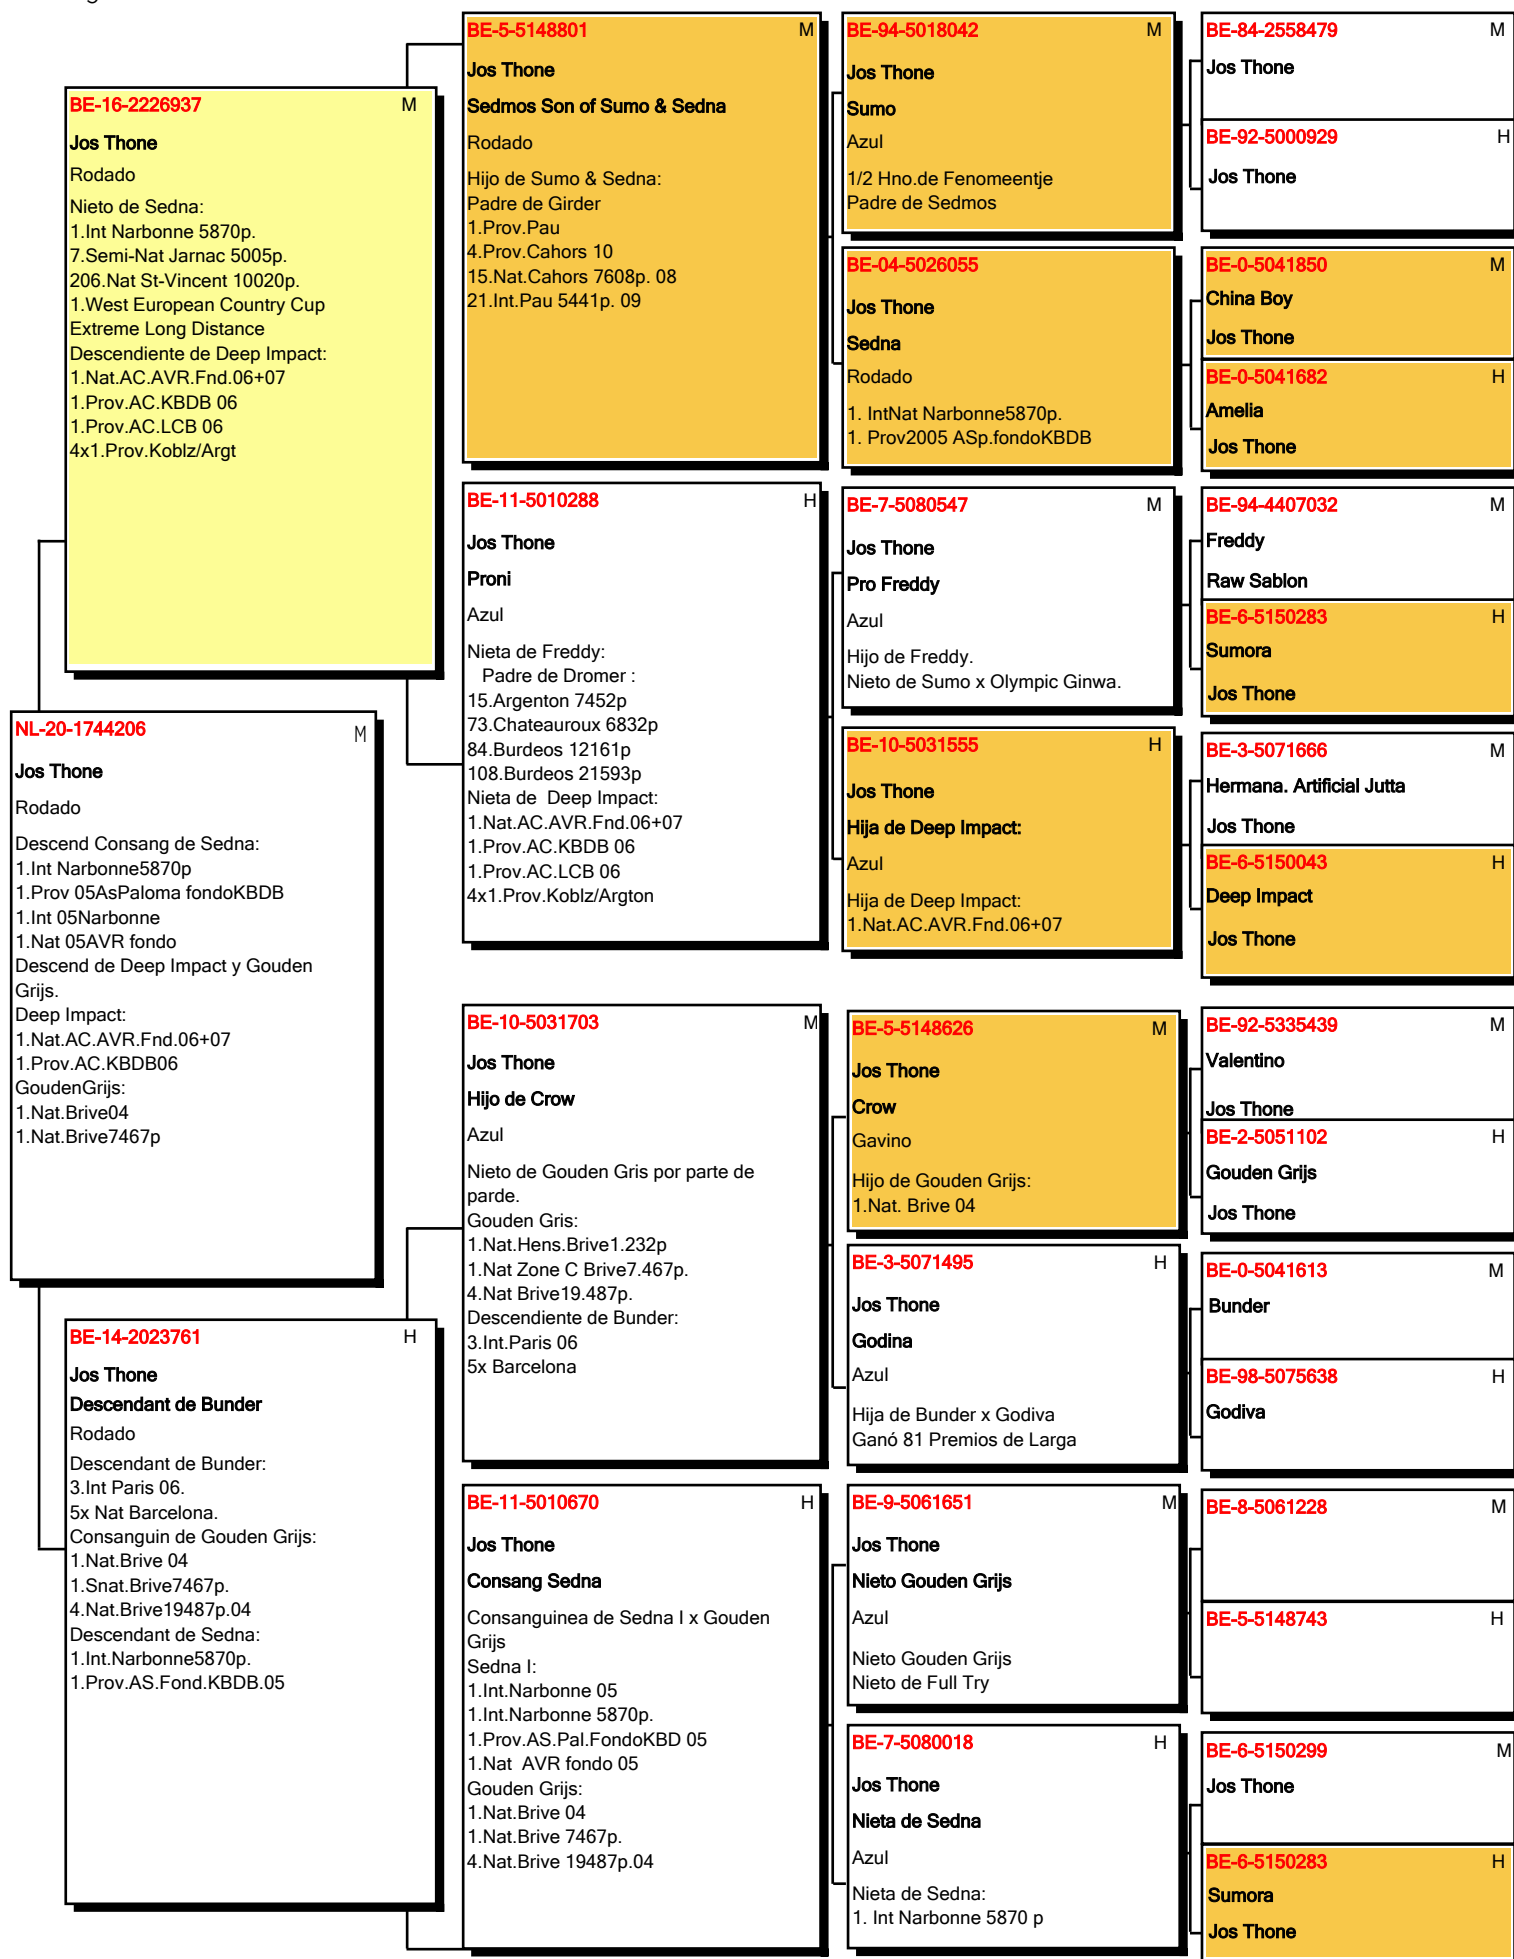 BE-16-2226937 M
Jos Thone
Rodado
Nieto de Sedna:
1.Int Narbonne 5870p.
7.Semi-Nat Jarnac 5005p.
206.Nat St-Vincent 10020p.
1.West European Country Cup
Extreme Long Distance
Descendiente de Deep Impact:
1.Nat.AC.AVR.Fnd.06+07
1.Prov.AC.KBDB 06
1.Prov.AC.LCB 06
4x1.Prov.Koblz/Argt
NL-20-1744206 M
Jos Thone
Rodado
Descend Consang de Sedna:
1.Int Narbonne5870p
1.Prov 05AsPaloma fondoKBDB
1.Int 05Narbonne
1.Nat 05AVR fondo
Descend de Deep Impact y Gouden
Grijs.
Deep Impact:
1.Nat.AC.AVR.Fnd.06+07
1.Prov.AC.KBDB06
GoudenGrijs:
1.Nat.Brive04
1.Nat.Brive7467p
BE-14-2023761 H
Jos Thone
Descendant de Bunder
Rodado
Descendant de Bunder:
3.Int Paris 06.
5x Nat Barcelona.
Consanguin de Gouden Grijs:
1.Nat.Brive 04
1.Snat.Brive7467p.
4.Nat.Brive19487p.04
Descendant de Sedna:
1.Int.Narbonne5870p.
1.Prov.AS.Fond.KBDB.05
BE-5-5148801 M
Jos Thone
Sedmos Son of Sumo & Sedna
Rodado
Hijo de Sumo & Sedna:
Padre de Girder
1.Prov.Pau
4.Prov.Cahors 10
15.Nat.Cahors 7608p. 08
21.Int.Pau 5441p. 09
BE-11-5010288 H
Jos Thone
Proni
Azul
Nieta de Freddy:
Padre de Dromer :
15.Argenton 7452p
73.Chateauroux 6832p
84.Burdeos 12161p
108.Burdeos 21593p
Nieta de  Deep Impact:
1.Nat.AC.AVR.Fnd.06+07
1.Prov.AC.KBDB 06
1.Prov.AC.LCB 06
4x1.Prov.Koblz/Argton
BE-10-5031703 M
Jos Thone
Hijo de Crow
Azul
Nieto de Gouden Gris por parte de
parde.
Gouden Gris:
1.Nat.Hens.Brive1.232p
1.Nat Zone C Brive7.467p.
4.Nat Brive19.487p.
Descendiente de Bunder:
3.Int.Paris 06
5x Barcelona
BE-11-5010670 H
Jos Thone
Consang Sedna
Consanguinea de Sedna I x Gouden
Grijs
Sedna I:
1.Int.Narbonne 05
1.Int.Narbonne 5870p.
1.Prov.AS.Pal.FondoKBD 05
1.Nat  AVR fondo 05
Gouden Grijs:
1.Nat.Brive 04
1.Nat.Brive 7467p.
4.Nat.Brive 19487p.04
BE-94-5018042 M
Jos Thone
Sumo
Azul
1/2 Hno.de Fenomeentje
Padre de Sedmos
BE-04-5026055
Jos Thone
Sedna
Rodado
1. IntNat Narbonne5870p.
1. Prov2005 ASp.fondoKBDB
BE-7-5080547 M
Jos Thone
Pro Freddy
Azul
Hijo de Freddy.
Nieto de Sumo x Olympic Ginwa.
BE-10-5031555 H
Jos Thone
Hija de Deep Impact:
Azul
Hija de Deep Impact:
1.Nat.AC.AVR.Fnd.06+07
BE-5-5148626 M
Jos Thone
Crow
Gavino
Hijo de Gouden Grijs:
1.Nat. Brive 04
BE-3-5071495 H
Jos Thone
Godina
Azul
Hija de Bunder x Godiva
Ganó 81 Premios de Larga
BE-9-5061651 M
Jos Thone
Nieto Gouden Grijs
Azul
Nieto Gouden Grijs
Nieto de Full Try
BE-7-5080018 H
Jos Thone
Nieta de Sedna
Azul
Nieta de Sedna:
1. Int Narbonne 5870 p
BE-84-2558479 M
Jos Thone
BE-92-5000929 H
Jos Thone
BE-0-5041850 M
China Boy
Jos Thone
BE-0-5041682 H
Amelia
Jos Thone
BE-94-4407032 M
Freddy
Raw Sablon
BE-6-5150283 H
Sumora
Jos Thone
BE-3-5071666 M
Hermana. Artificial Jutta
Jos Thone
BE-6-5150043 H
Deep Impact
Jos Thone
BE-92-5335439 M
Valentino
Jos Thone
BE-2-5051102 H
Gouden Grijs
Jos Thone
BE-0-5041613 M
Bunder
BE-98-5075638 H
Godiva
BE-8-5061228 M
BE-5-5148743 H
BE-6-5150299 M
Jos Thone
BE-6-5150283 H
Sumora
Jos Thone